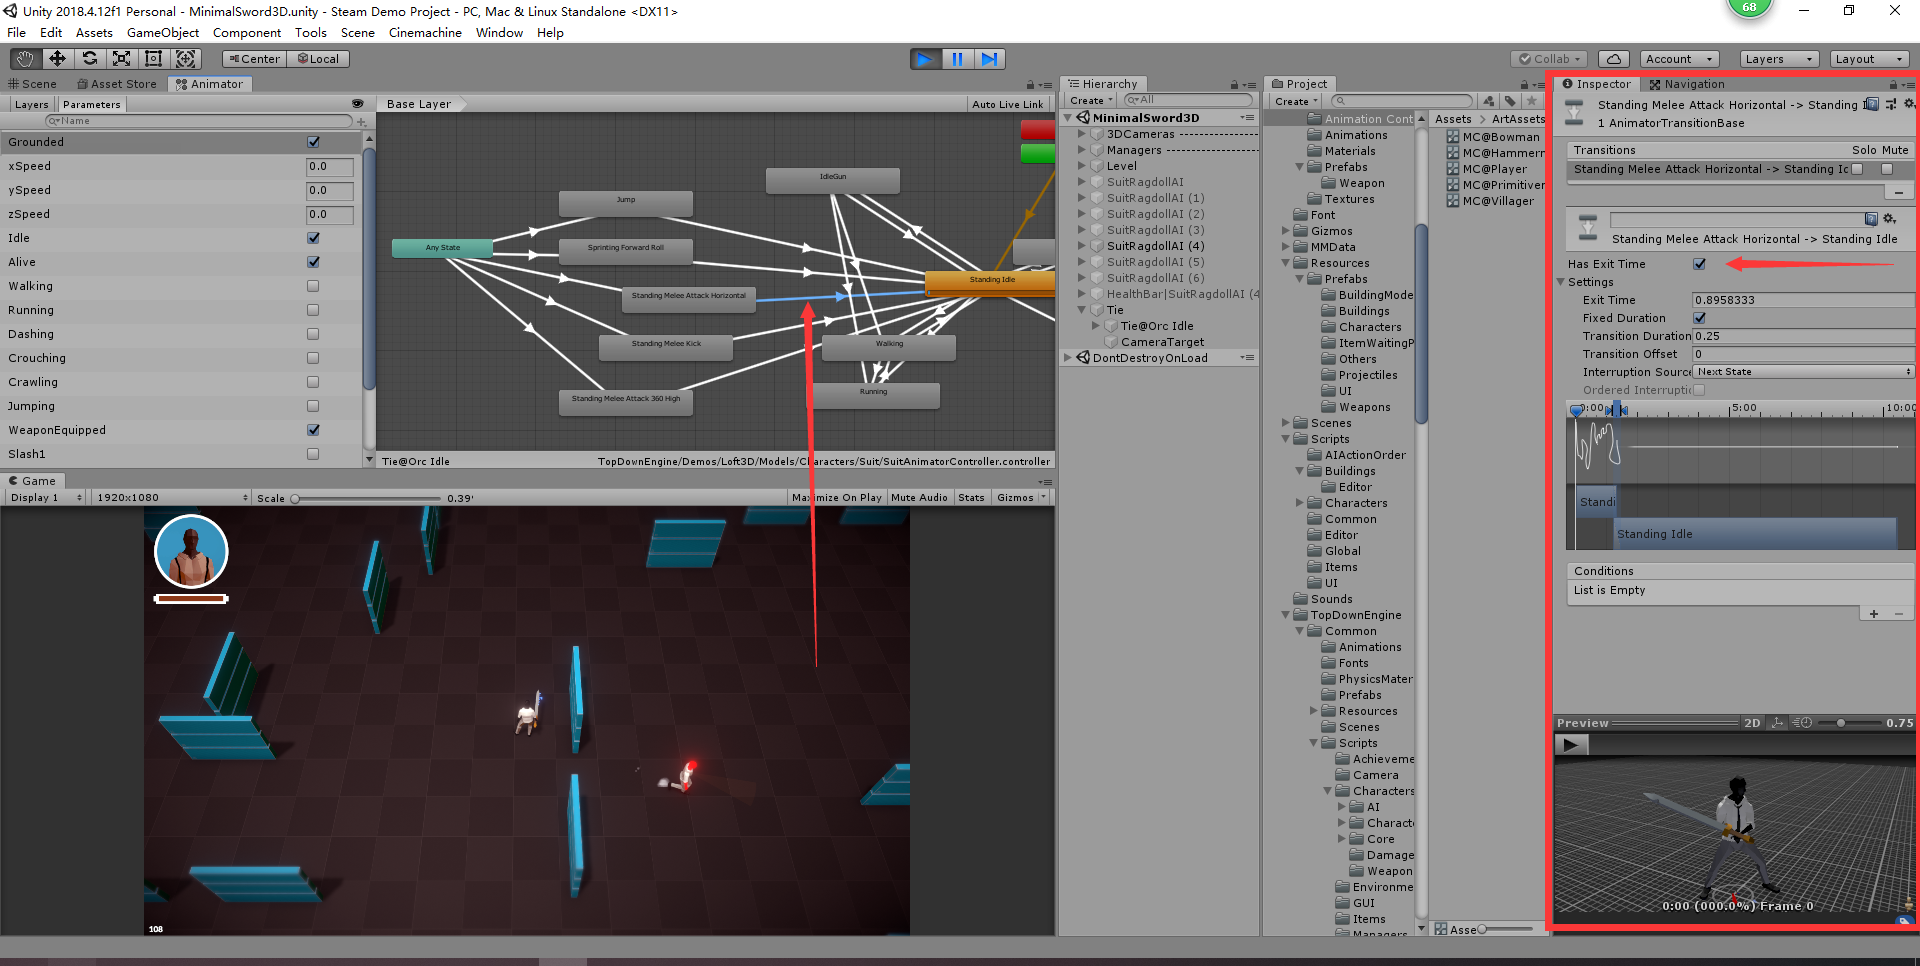 Unity 2018.4.12f1 Personal - MinimalSword3D.unity - Steam Demo Project - PC, Mac & Linux Standalone <DX11>
68
File Edit Assets GameObject Component Tools Scene Cinemachine Window Help
Center Local
Collab Account Layers Layout
Scene Asset Store Animator
Layers Parameters
Name
Grounded
xSpeed 0.0
ySpeed 0.0
zSpeed 0.0
Idle
Alive
Walking
Running
Dashing
Crouching
Crawling
Jumping
WeaponEquipped
Slash1
Base Layer
Auto Live Link
IdleGun
Jump
Any State
Sprinting Forward Roll
Standing Idle
Standing Melee Attack Horizontal
Standing Melee Kick
Walking
Running
Standing Melee Attack 360 High
Tie@Orc Idle
TopDownEngine/Demos/Loft3D/Models/Characters/Suit/SuitAnimatorController.controller
Game
Display 1 1920x1080 Scale 0.39' Maximize On Play Mute Audio Stats Gizmos
108
Hierarchy
Create All
MinimalSword3D
3DCameras
Managers
Level
SuitRagdollAI
SuitRagdollAI (1)
SuitRagdollAI (2)
SuitRagdollAI (3)
SuitRagdollAI (4)
SuitRagdollAI (5)
SuitRagdollAI (6)
HealthBar|SuitRagdollAI (4
Tie
Tie@Orc Idle
CameraTarget
DontDestroyOnLoad
Project
Create
Animation Cont
Animations
Materials
Prefabs
Weapon
Textures
Font
Gizmos
MMData
Resources
Prefabs
BuildingMode
Buildings
Characters
ItemWaitingP
Others
Projectiles
UI
Weapons
Scenes
Scripts
AIActionOrder
Buildings
Editor
Characters
Common
Editor
Global
Items
UI
Sounds
TopDownEngine
Common
Animations
Fonts
PhysicsMater
Prefabs
Resources
Scenes
Scripts
Achieveme
Camera
Characters
AI
Charact
Core
Damage
Weapon
Environme
GUI
Items
Managers
Assets > ArtAssets
MC@Bowman
MC@Hammern
MC@Player
MC@Primitiver
MC@Villager
Asse
Inspector Navigation
Standing Melee Attack Horizontal -> Standing I
1 AnimatorTransitionBase
Transitions Solo Mute
Standing Melee Attack Horizontal -> Standing Ic
Standing Melee Attack Horizontal -> Standing Idle
Has Exit Time
Settings
Exit Time 0.8958333
Fixed Duration
Transition Duration 0.25
Transition Offset 0
Interruption Sourc Next State
Ordered Interrupti
0:00 5:00 10:00
Standi
Standing Idle
Conditions
List is Empty
Preview 2D 0.75
0:00 (000.0%) Frame 0